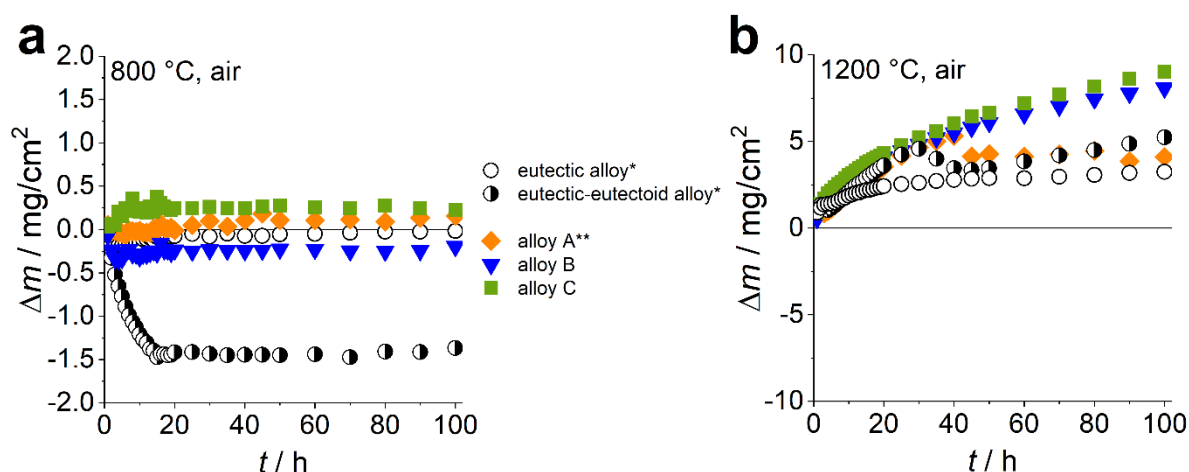 a
800 °C, air
2.0
1.5
1.0
0.5
0.0
-0.5
-1.0
-1.5
-2.0
Δm / mg/cm²
0 20 40 60 80 100
t / h
eutectic alloy*
eutectic-eutectoid alloy*
alloy A**
alloy B
alloy C
b
1200 °C, air
10
5
0
-5
-10
Δm / mg/cm²
0 20 40 60 80 100
t / h